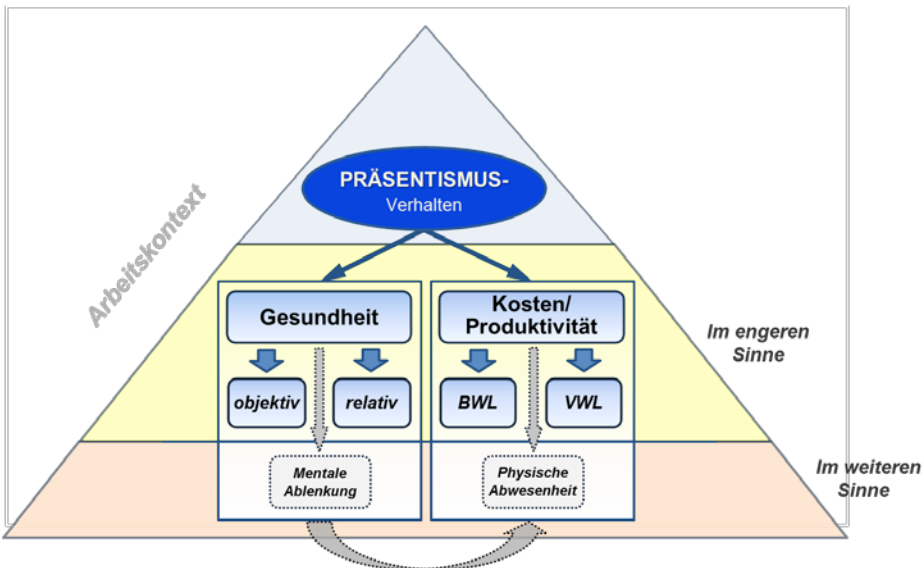 PRÄSENTISMUS-
Verhalten
Arbeitskontext
Gesundheit
Kosten/
Produktivität
Im engeren
Sinne
objektiv
relativ
BWL
VWL
Mentale
Ablenkung
Physische
Abwesenheit
Im weiteren
Sinne